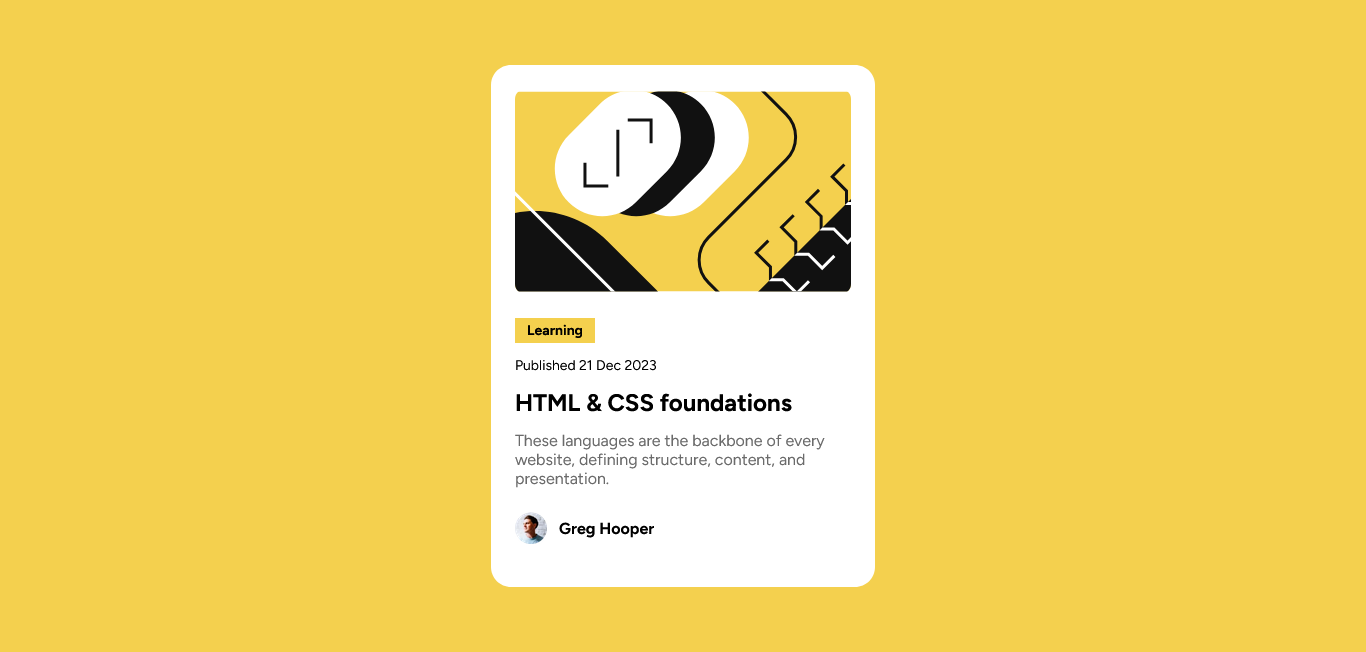 Learning
Published 21 Dec 2023
HTML & CSS foundations
These languages are the backbone of every
website, defining structure, content, and
presentation.
Greg Hooper